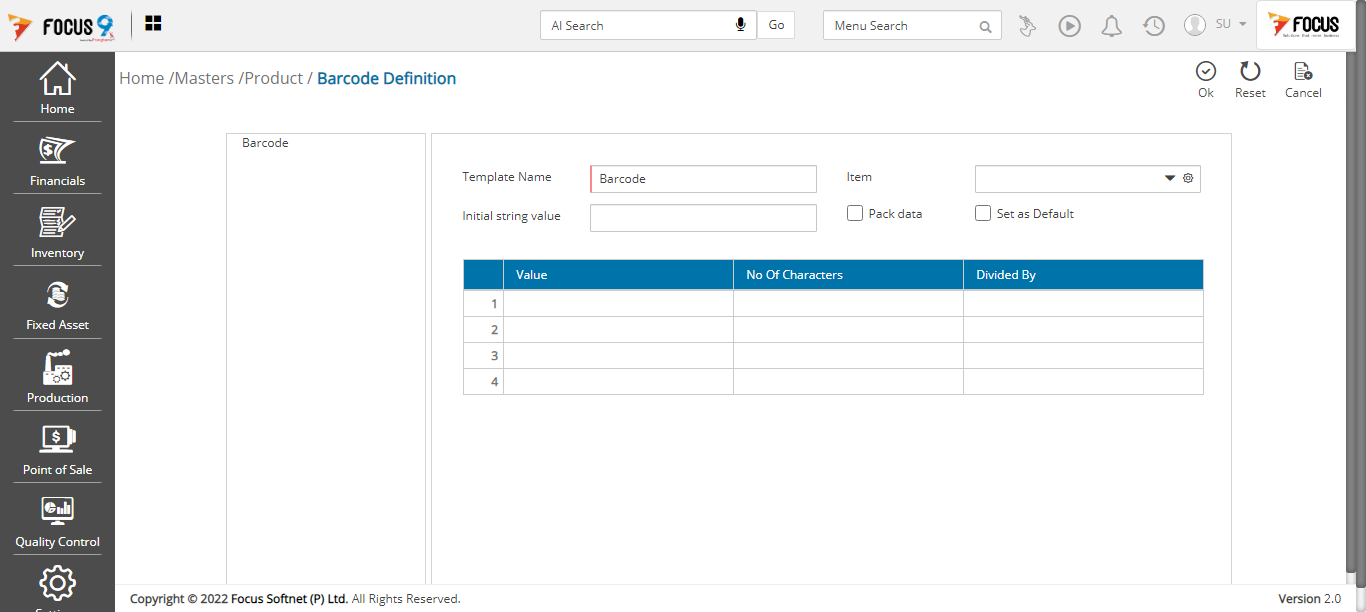 FOCUS 9
AI Search
Go
Menu Search
SU
FOCUS
Home /Masters /Product / Barcode Definition
Ok
Reset
Cancel
Home
Financials
Inventory
Fixed Asset
Production
Point of Sale
Quality Control
Barcode
Template Name
Barcode
Item
Initial string value
Pack data
Set as Default
Value
No Of Characters
Divided By
1
2
3
4
Copyright © 2022 Focus Softnet (P) Ltd. All Rights Reserved.
Version 2.0